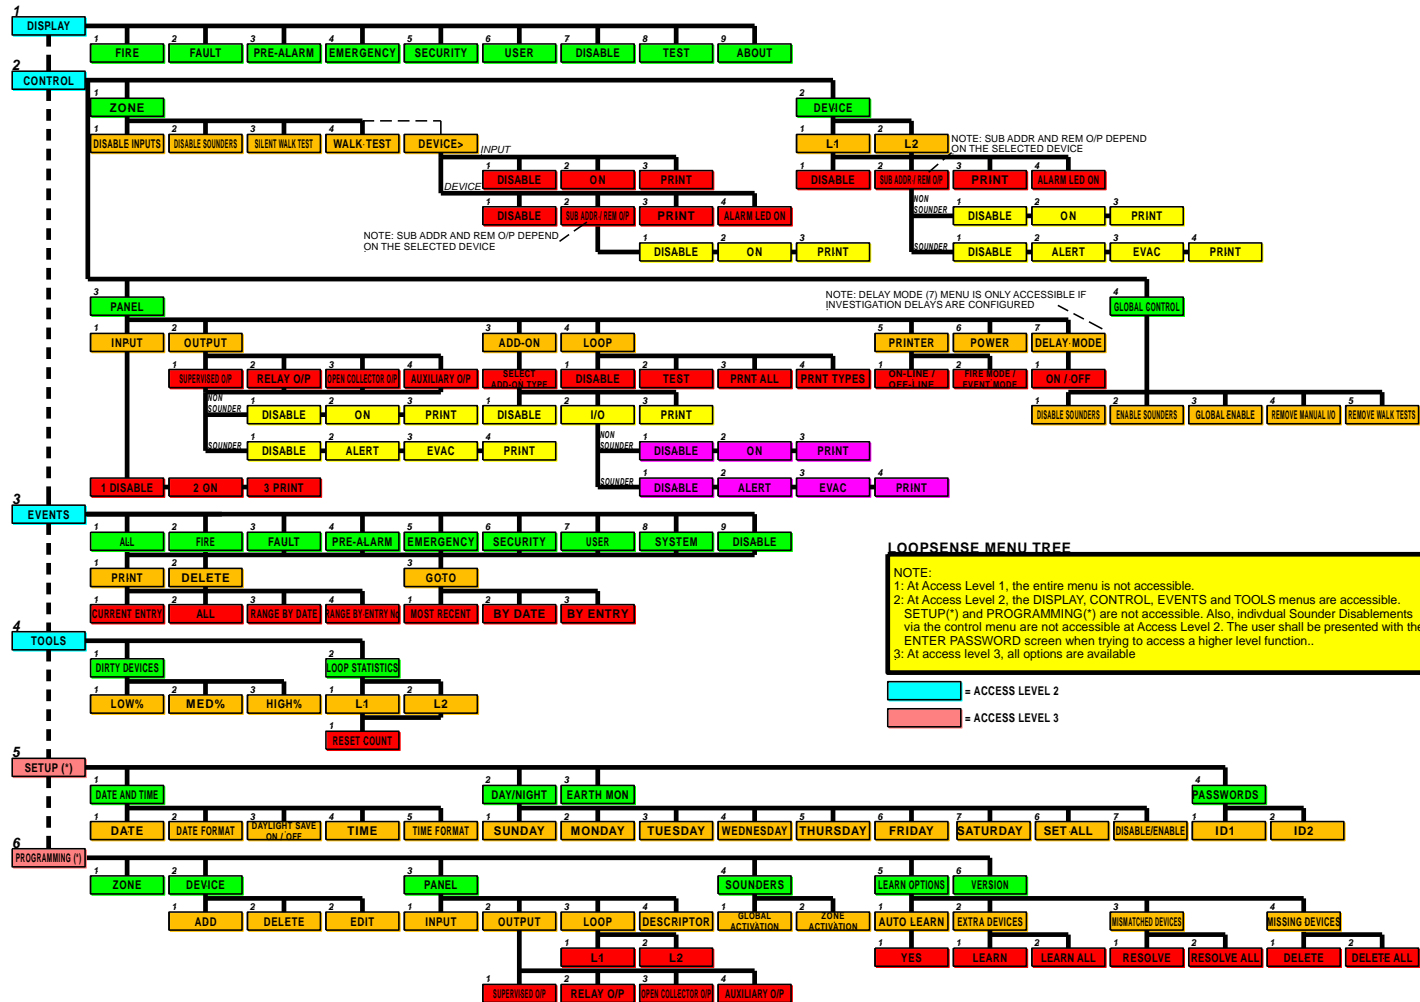 1
DISPLAY
1 FIRE 2 FAULT 3 PRE-ALARM 4 EMERGENCY 5 SECURITY 6 USER 7 DISABLE 8 TEST 9 ABOUT
2
CONTROL
1 ZONE 2 DEVICE
1 DISABLE INPUTS 2 DISABLE SOUNDERS 3 SILENT WALK TEST 4 WALK TEST DEVICE> 1 L1 2 L2
NOTE: SUB ADDR AND REM O/P DEPEND
ON THE SELECTED DEVICE
INPUT
1 DISABLE 2 ON 3 PRINT
1 DISABLE 2 SUB ADDR / REM O/P 3 PRINT 4 ALARM LED ON
DEVICE
1 DISABLE 2 SUB ADDR / REM O/P 3 PRINT 4 ALARM LED ON
NON
SOUNDER
1 DISABLE 2 ON 3 PRINT
NOTE: SUB ADDR AND REM O/P DEPEND
ON THE SELECTED DEVICE
1 DISABLE 2 ON 3 PRINT
SOUNDER
1 DISABLE 2 ALERT 3 EVAC 4 PRINT
3 PANEL
NOTE: DELAY MODE (7) MENU IS ONLY ACCESSIBLE IF
INVESTIGATION DELAYS ARE CONFIGURED
4 GLOBAL CONTROL
1 INPUT 2 OUTPUT 3 ADD-ON 4 LOOP 5 PRINTER 6 POWER 7 DELAY MODE
1 SUPERVISED O/P 2 RELAY O/P 3 OPEN COLLECTOR O/P 4 AUXILIARY O/P
SELECT
ADD-ON TYPE
1 DISABLE 2 TEST 3 PRNT ALL 4 PRNT TYPES
1 ON-LINE /
OFF-LINE
2 FIRE MODE /
EVENT MODE
1 ON / OFF
NON
SOUNDER
1 DISABLE 2 ON 3 PRINT
1 DISABLE 2 I/O 3 PRINT
1 DISABLE SOUNDERS 2 ENABLE SOUNDERS 3 GLOBAL ENABLE 4 REMOVE MANUAL I/O 5 REMOVE WALK TESTS
SOUNDER
1 DISABLE 2 ALERT 3 EVAC 4 PRINT
NON
SOUNDER
1 DISABLE 2 ON 3 PRINT
SOUNDER
1 DISABLE 2 ALERT 3 EVAC 4 PRINT
1 DISABLE 2 ON 3 PRINT
3
EVENTS
1 ALL 2 FIRE 3 FAULT 4 PRE-ALARM 5 EMERGENCY 6 SECURITY 7 USER 8 SYSTEM 9 DISABLE
1 PRINT 2 DELETE 3 GOTO
1 CURRENT ENTRY 2 ALL 3 RANGE BY DATE 4 RANGE BY ENTRY No 1 MOST RECENT 2 BY DATE 3 BY ENTRY
LOOPSENSE MENU TREE
NOTE:
1: At Access Level 1, the entire menu is not accessible.
2: At Access Level 2, the DISPLAY, CONTROL, EVENTS and TOOLS menus are accessible.
SETUP(*) and PROGRAMMING(*) are not accessible. Also, indivdual Sounder Disablements
via the control menu are not accessible at Access Level 2. The user shall be presented with the
ENTER PASSWORD screen when trying to access a higher level function..
3: At access level 3, all options are available
= ACCESS LEVEL 2
= ACCESS LEVEL 3
4
TOOLS
1 DIRTY DEVICES 2 LOOP STATISTICS
1 LOW% 2 MED% 3 HIGH% 1 L1 2 L2
1 RESET COUNT
5
SETUP (*)
1 DATE AND TIME 2 DAY/NIGHT 3 EARTH MON 4 PASSWORDS
1 DATE 2 DATE FORMAT 3 DAYLIGHT SAVE
ON / OFF
4 TIME 5 TIME FORMAT 1 SUNDAY 2 MONDAY 3 TUESDAY 4 WEDNESDAY 5 THURSDAY 6 FRIDAY 7 SATURDAY 6 SET ALL 7 DISABLE/ENABLE 1 ID1 2 ID2
6
PROGRAMMING (*)
1 ZONE 2 DEVICE 3 PANEL 4 SOUNDERS 5 LEARN OPTIONS 6 VERSION
1 ADD 2 DELETE 2 EDIT 1 INPUT 2 OUTPUT 3 LOOP 4 DESCRIPTOR
1 GLOBAL
ACTIVATION
2 ZONE
ACTIVATION
1 AUTO LEARN 2 EXTRA DEVICES 3 MISMATCHED DEVICES 4 MISSING DEVICES
1 L1 2 L2
1 YES 1 LEARN 2 LEARN ALL 1 RESOLVE 2 RESOLVE ALL 1 DELETE 2 DELETE ALL
1 SUPERVISED O/P 2 RELAY O/P 3 OPEN COLLECTOR O/P 4 AUXILIARY O/P